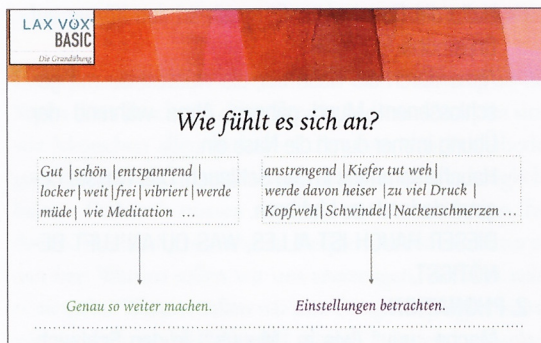 LAX VOX®
BASIC
Die Grundübung
Wie fühlt es sich an?
Gut | schön | entspannend |
locker | weit | frei | vibriert | werde
müde | wie Meditation ...
anstrengend | Kiefer tut weh |
werde davon heiser | zu viel Druck |
Kopfweh | Schwindel | Nackenschmerzen ...
Genau so weiter machen.
Einstellungen betrachten.